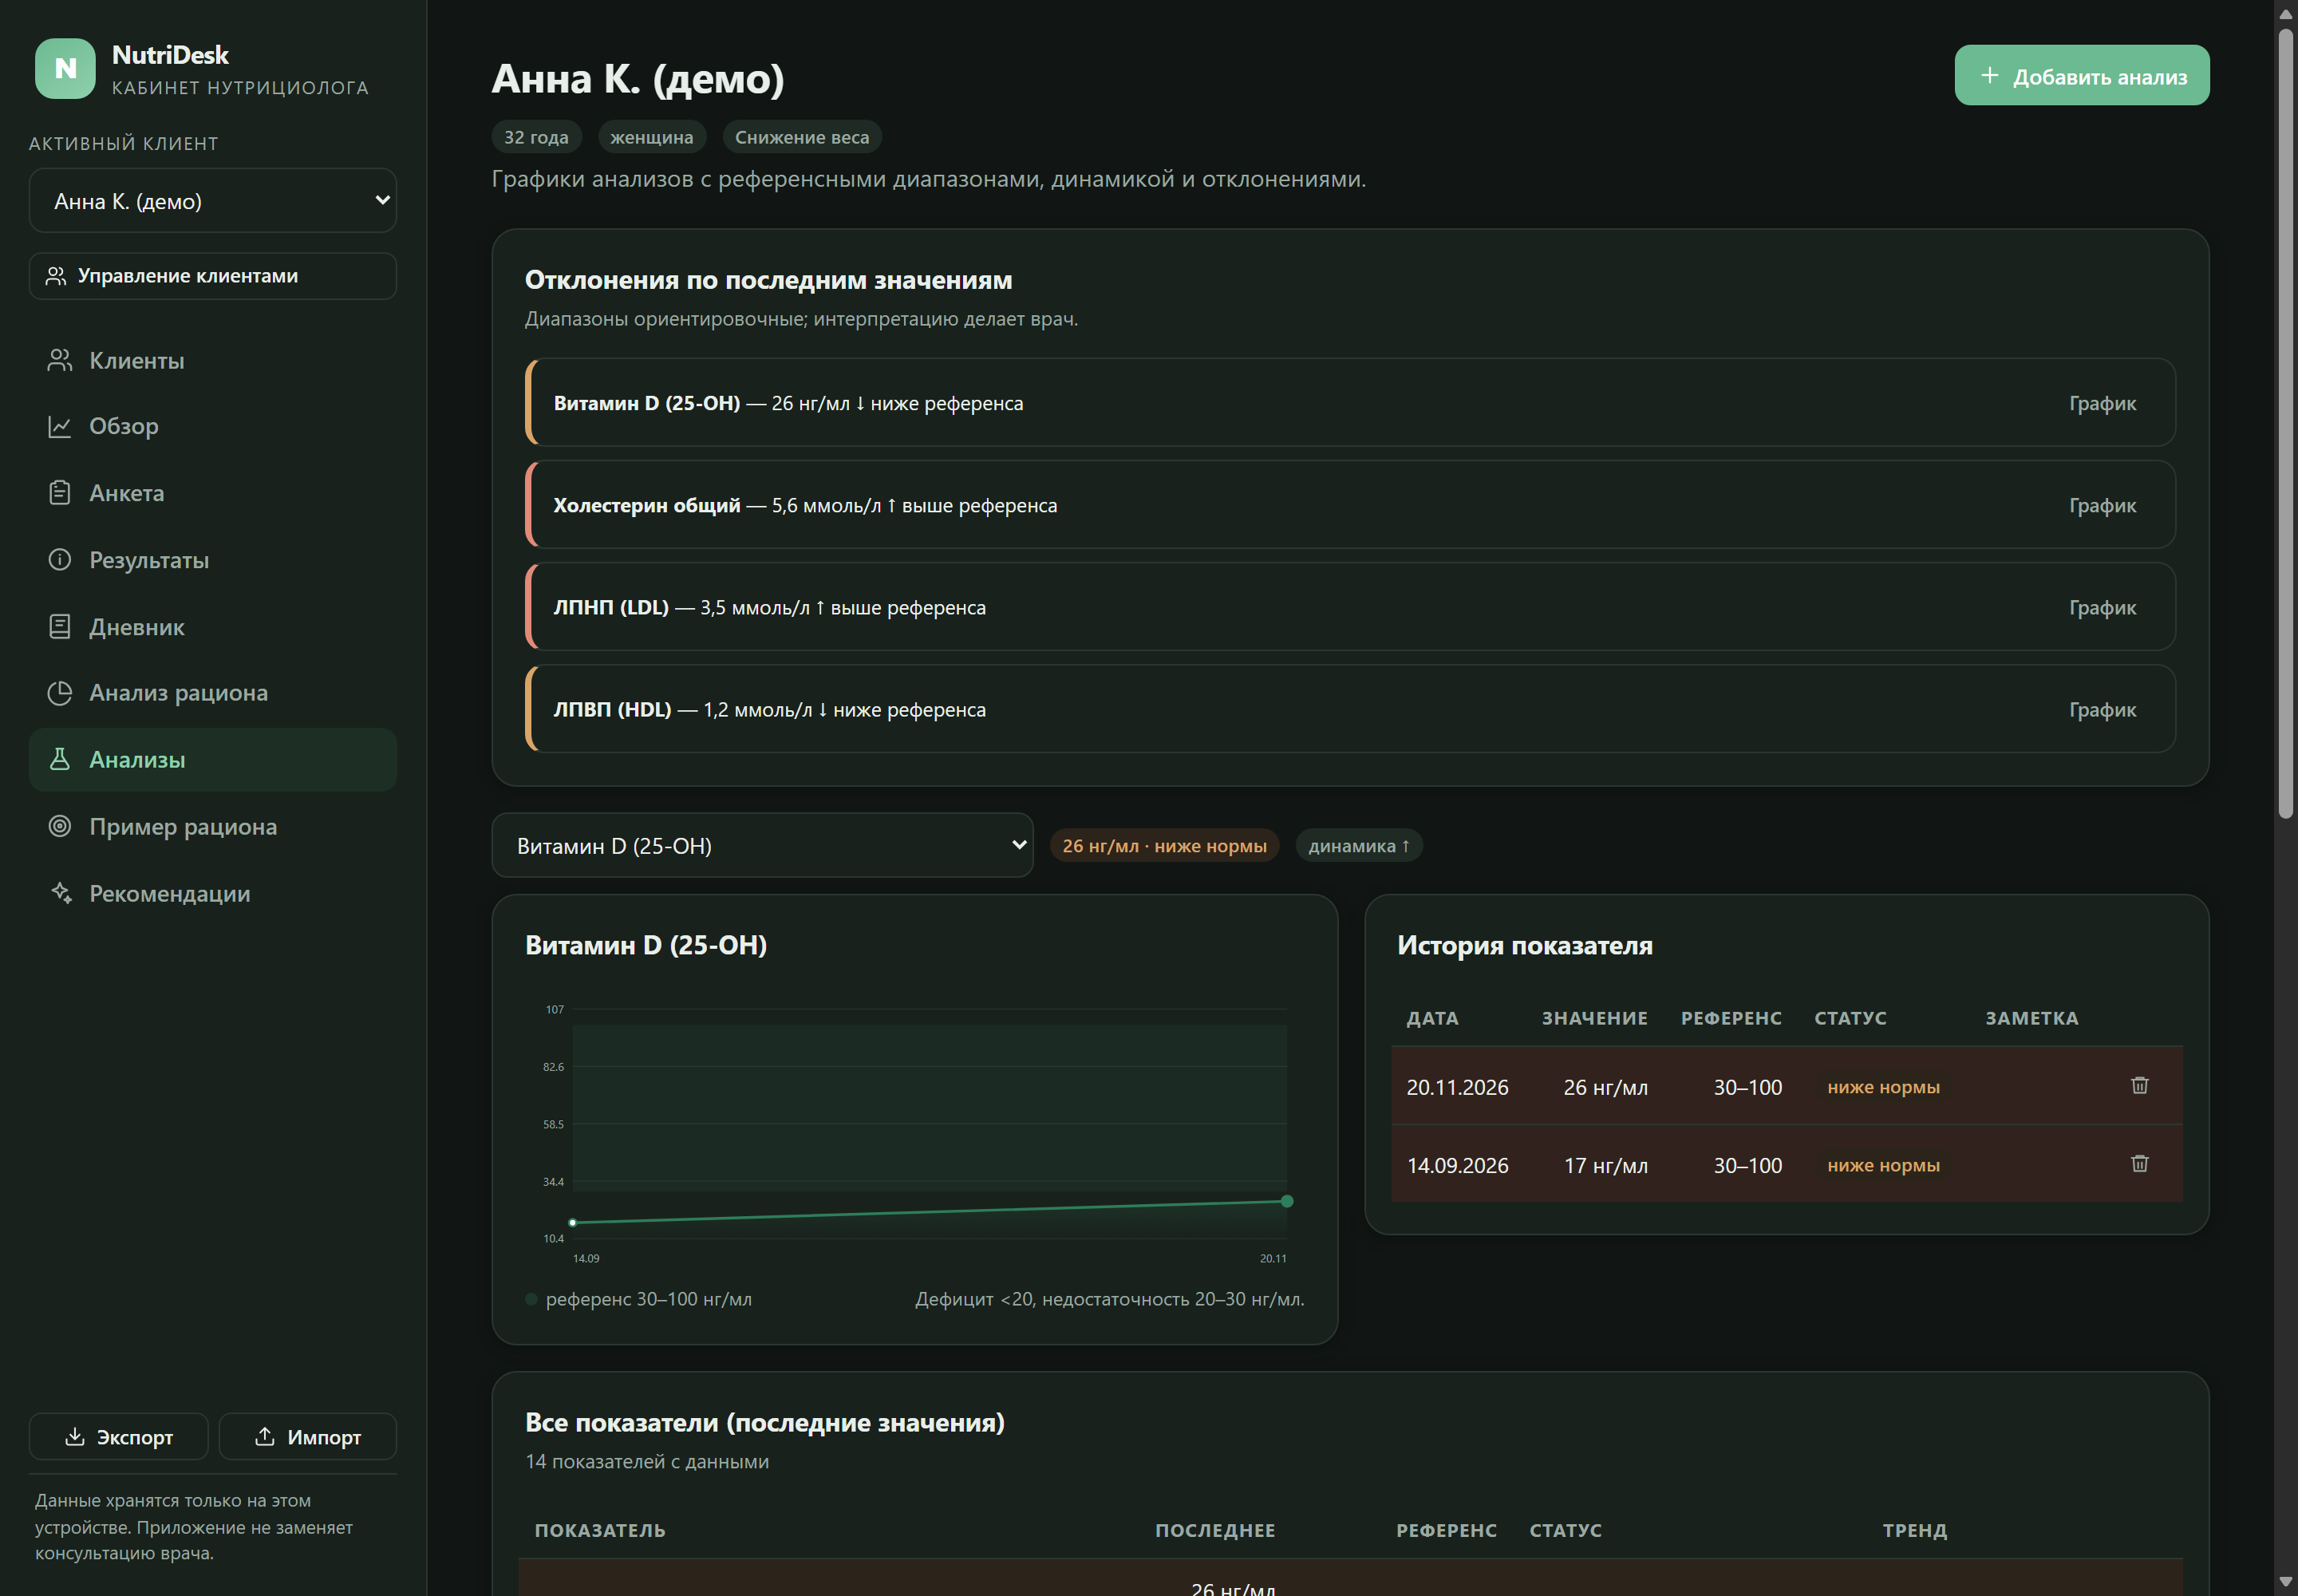 N
NutriDesk
КАБИНЕТ НУТРИЦИОЛОГА
АКТИВНЫЙ КЛИЕНТ
Анна К. (демо)
Управление клиентами
Клиенты
Обзор
Анкета
Результаты
Дневник
Анализ рациона
Анализы
Пример рациона
Рекомендации
Экспорт
Импорт
Данные хранятся только на этом
устройстве. Приложение не заменяет
консультацию врача.
Анна К. (демо)
+ Добавить анализ
32 года
женщина
Снижение веса
Графики анализов с референсными диапазонами, динамикой и отклонениями.
Отклонения по последним значениям
Диапазоны ориентировочные; интерпретацию делает врач.
Витамин D (25-OH) — 26 нг/мл ↓ ниже референса
График
Холестерин общий — 5,6 ммоль/л ↑ выше референса
График
ЛПНП (LDL) — 3,5 ммоль/л ↑ выше референса
График
ЛПВП (HDL) — 1,2 ммоль/л ↓ ниже референса
График
Витамин D (25-OH)
26 нг/мл · ниже нормы
динамика ↑
Витамин D (25-OH)
107
82.6
58.5
34.4
10.4
14.09
20.11
референс 30–100 нг/мл
Дефицит <20, недостаточность 20–30 нг/мл.
История показателя
ДАТА ЗНАЧЕНИЕ РЕФЕРЕНС СТАТУС ЗАМЕТКА
20.11.2026 26 нг/мл 30–100 ниже нормы
14.09.2026 17 нг/мл 30–100 ниже нормы
Все показатели (последние значения)
14 показателей с данными
ПОКАЗАТЕЛЬ ПОСЛЕДНЕЕ РЕФЕРЕНС СТАТУС ТРЕНД
26 нг/мл